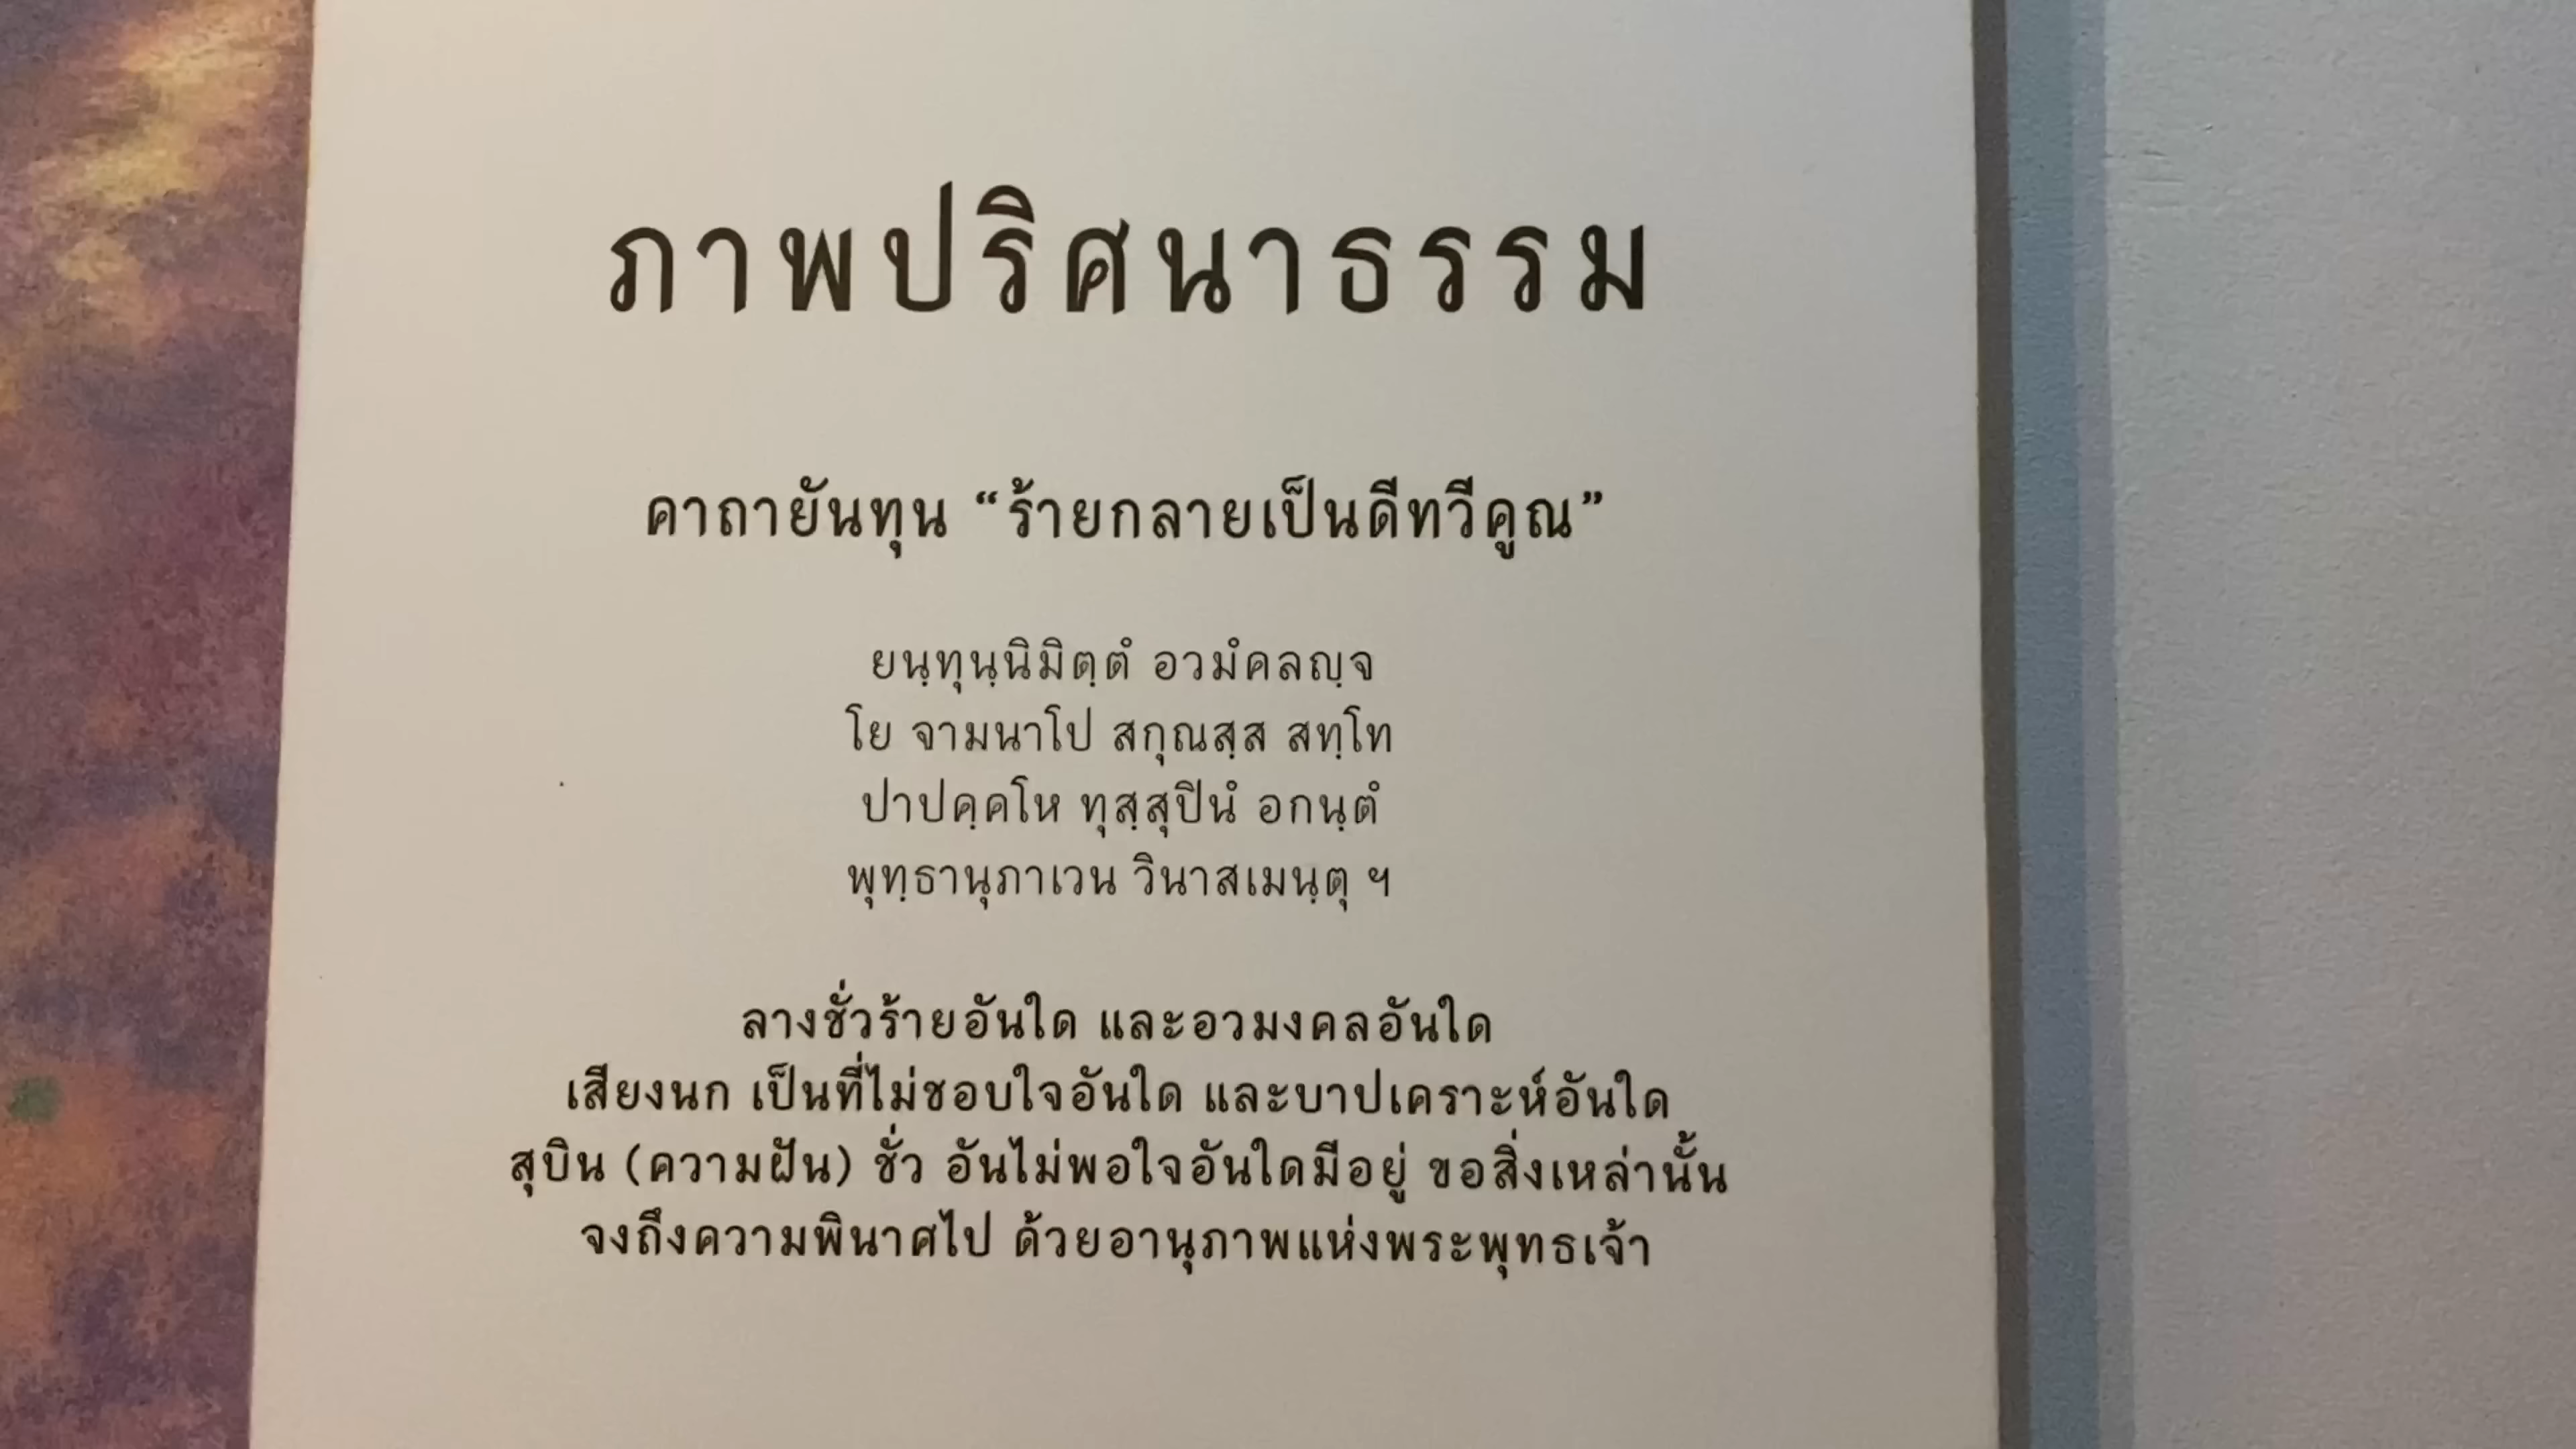 ภาพปริศนาธรรม
คาถายันทุน “ร้ายกลายเป็นดีทวีคูณ”
ยนฺทุนฺนิมิตฺตํ อวมํคลญฺจ
โย จามนาโป สกุณสฺส สทฺโท
ปาปคฺคโห ทุสฺสุปินํ อกนฺตํ
พุทฺธานุภาเวน วินาสเมนฺตุ ฯ
ลางชั่วร้ายอันใด และอวมงคลอันใด
เสียงนก เป็นที่ไม่ชอบใจอันใด และบาปเคราะห์อันใด
สุบิน (ความฝัน) ชั่ว อันไม่พอใจอันใดมีอยู่ ขอสิ่งเหล่านั้น
จงถึงความพินาศไป ด้วยอานุภาพแห่งพระพุทธเจ้า